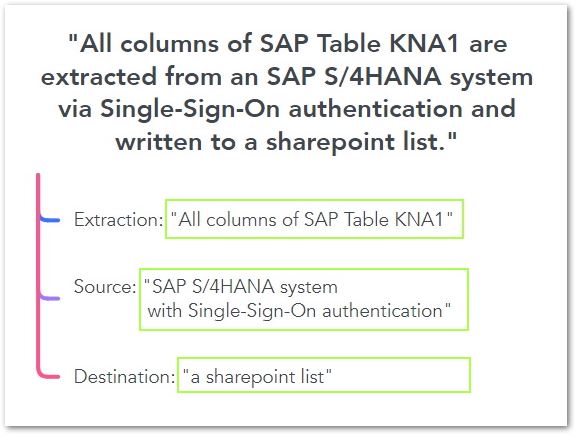 "All columns of SAP Table KNA1 are
extracted from an SAP S/4HANA system
via Single-Sign-On authentication and
written to a sharepoint list."
Extraction: "All columns of SAP Table KNA1"
Source: "SAP S/4HANA system
with Single-Sign-On authentication"
Destination: "a sharepoint list"